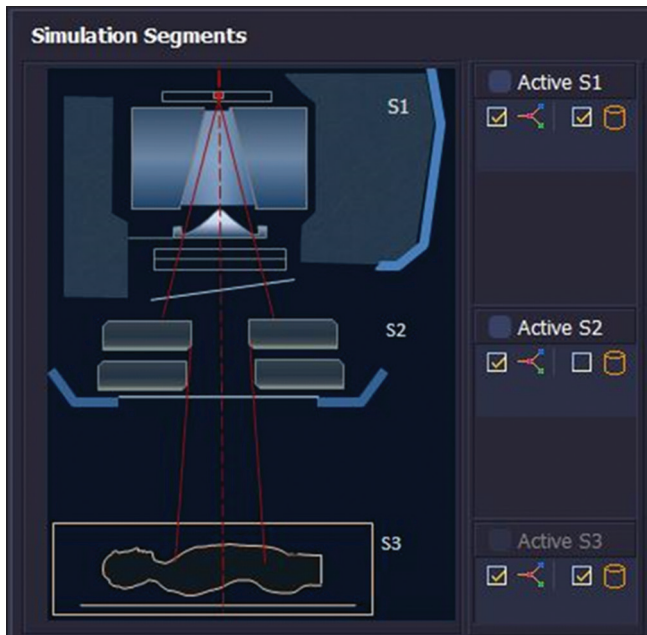 Simulation Segments
S1
Active S1
S2
Active S2
S3
Active S3